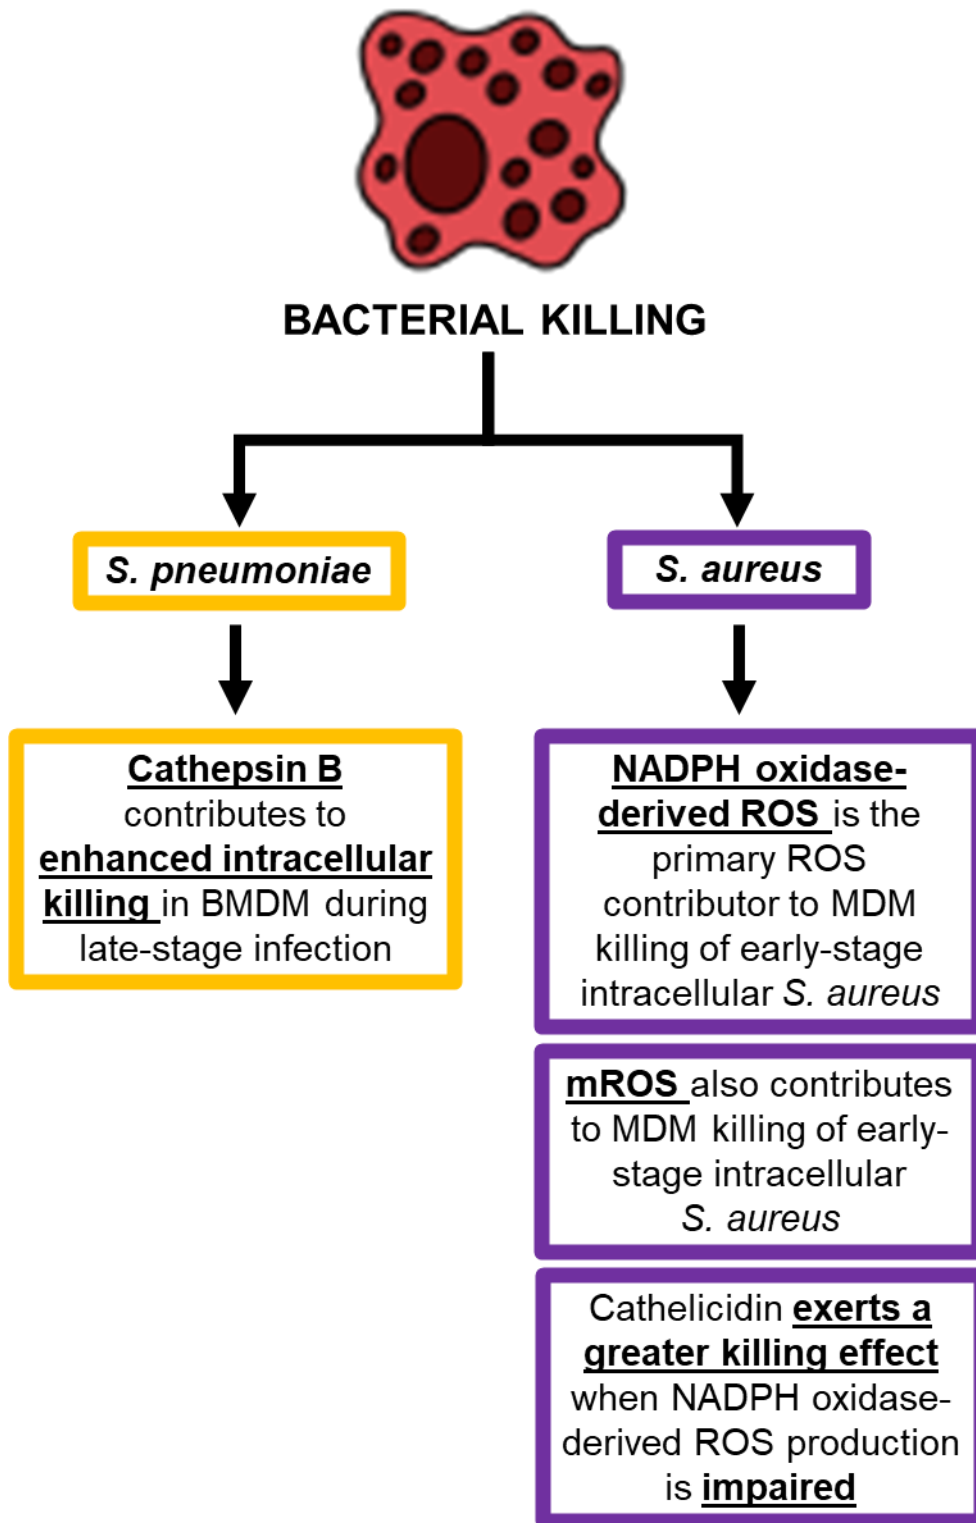 BACTERIAL KILLING
S. pneumoniae
S. aureus
Cathepsin B
contributes to
enhanced intracellular
killing in BMDM during
late-stage infection
NADPH oxidase-
derived ROS is the
primary ROS
contributor to MDM
killing of early-stage
intracellular S. aureus
mROS also contributes
to MDM killing of early-
stage intracellular
S. aureus
Cathelicidin exerts a
greater killing effect
when NADPH oxidase-
derived ROS production
is impaired